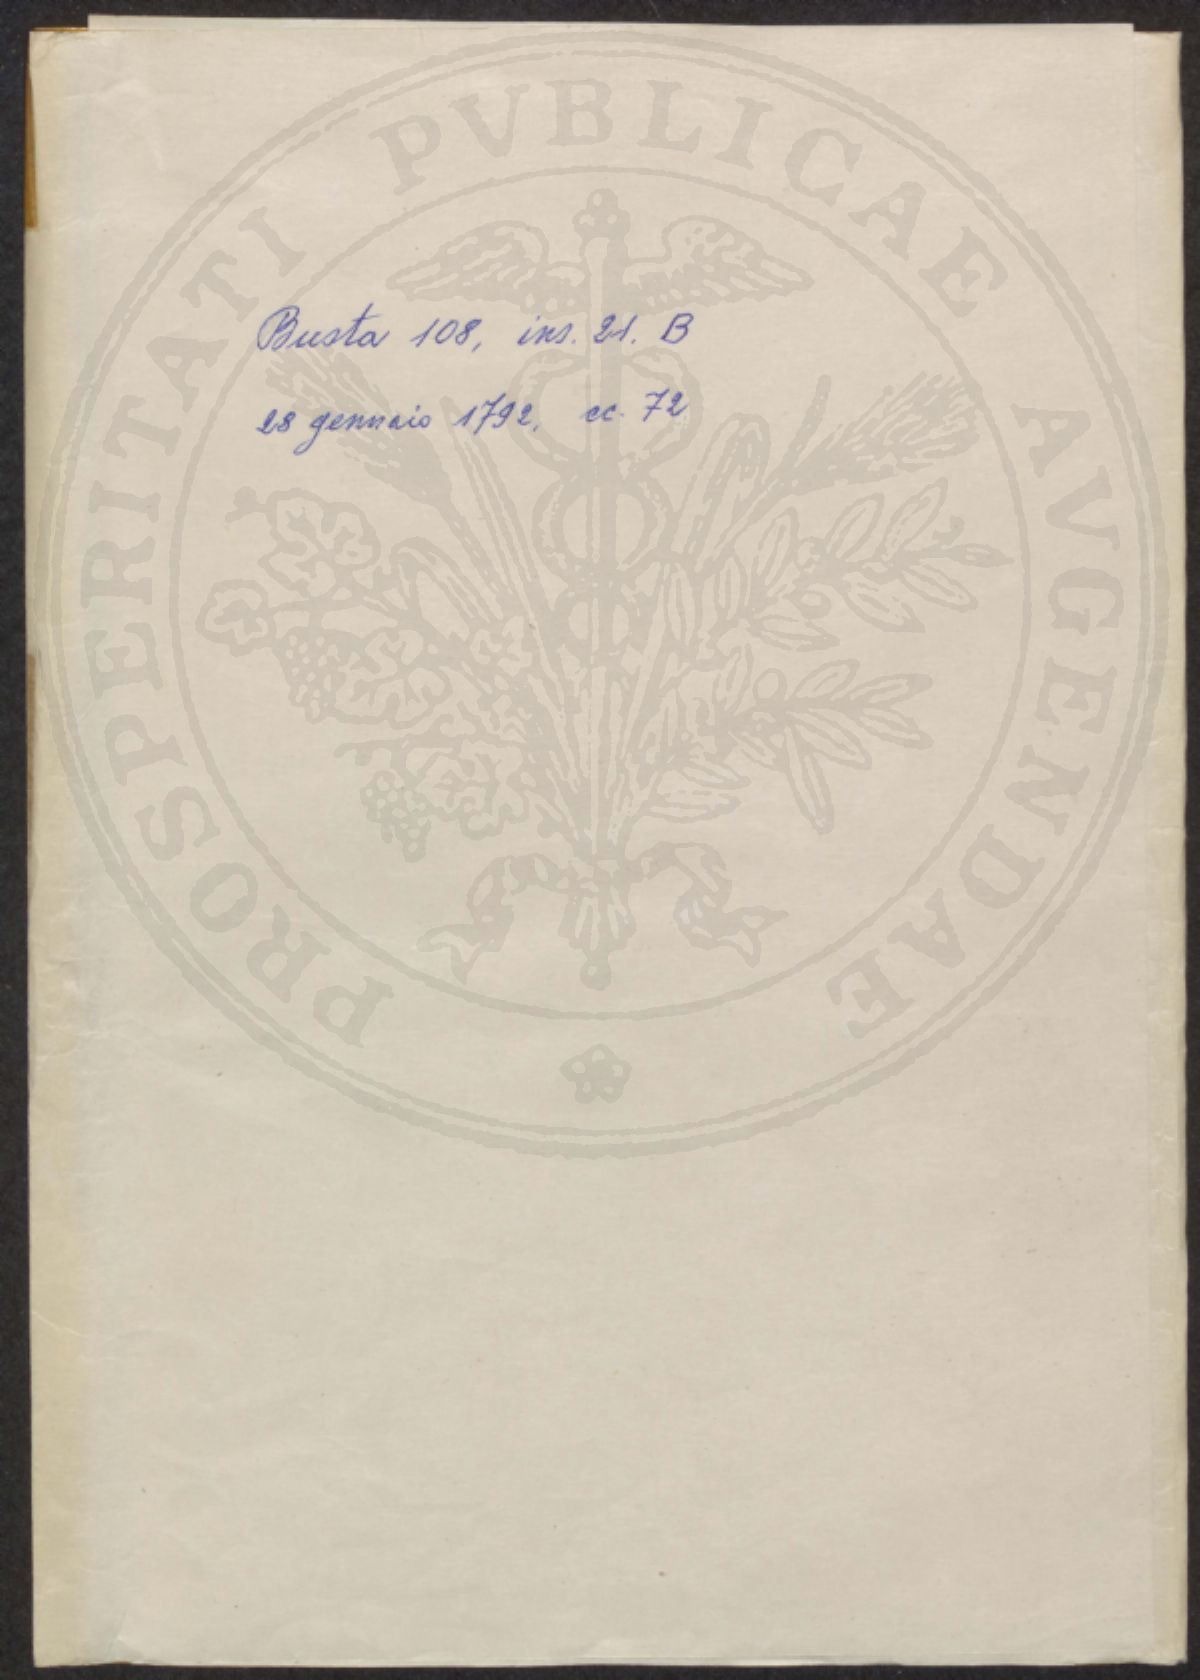 Busta 108, ins. 21. B
28 gennaio 1792, cc. 72
PROSPERITATI PVBLICAE AVGENDAE